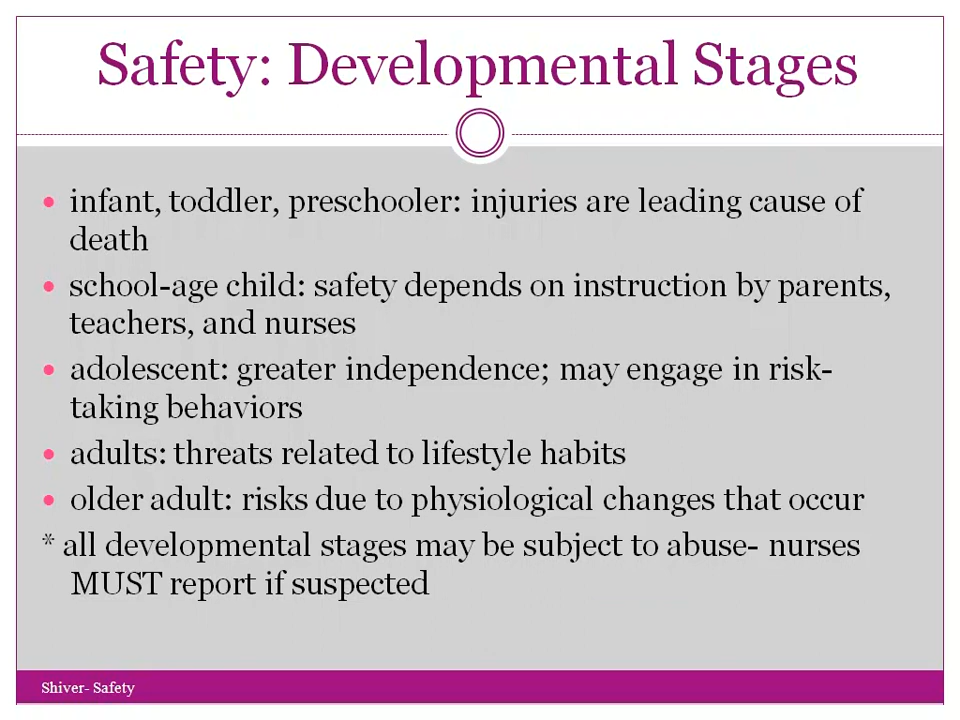 Safety: Developmental Stages
infant, toddler, preschooler: injuries are leading cause of
death
school-age child: safety depends on instruction by parents,
teachers, and nurses
adolescent: greater independence; may engage in risk-
taking behaviors
adults: threats related to lifestyle habits
older adult: risks due to physiological changes that occur
* all developmental stages may be subject to abuse- nurses
MUST report if suspected
Shiver- Safety